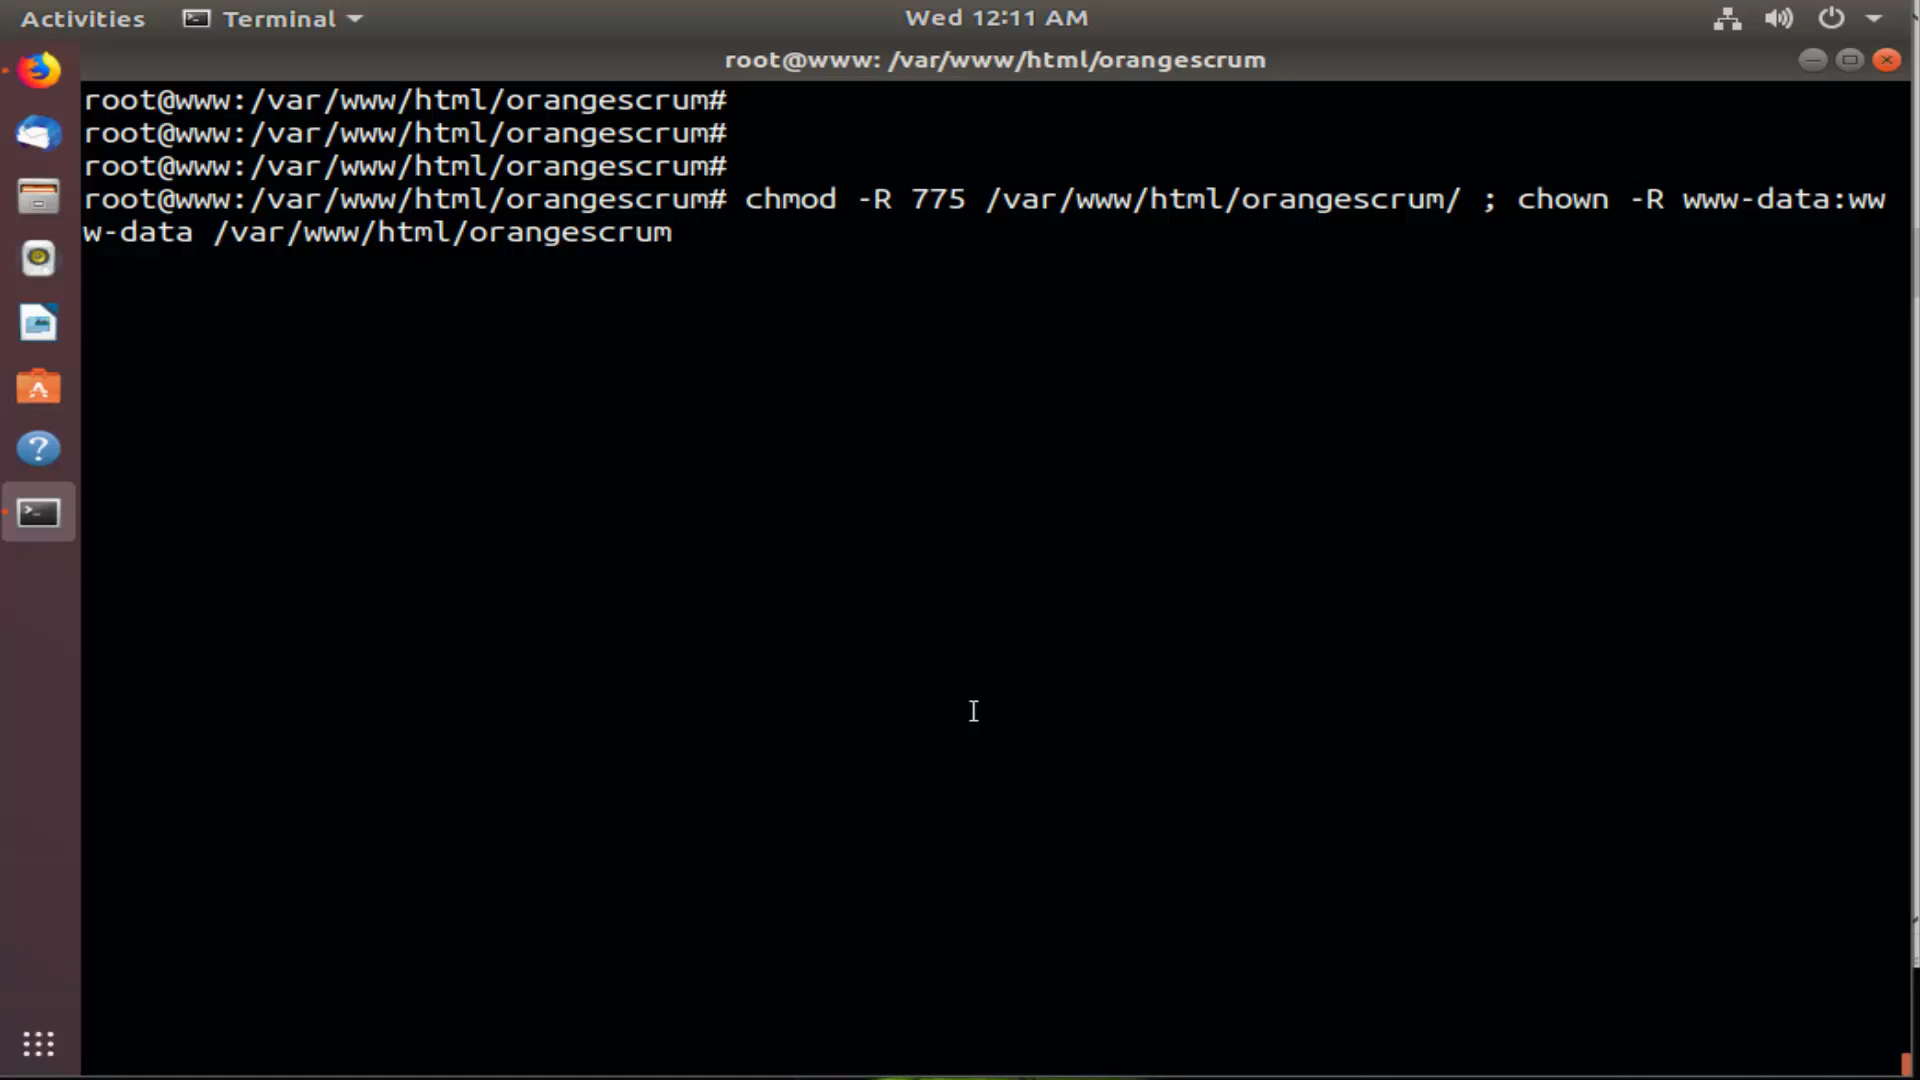 Activities Terminal Wed 12:11 AM
root@www: /var/www/html/orangescrum
root@www:/var/www/html/orangescrum#
root@www:/var/www/html/orangescrum#
root@www:/var/www/html/orangescrum#
root@www:/var/www/html/orangescrum# chmod -R 775 /var/www/html/orangescrum/ ; chown -R www-data:ww
w-data /var/www/html/orangescrum